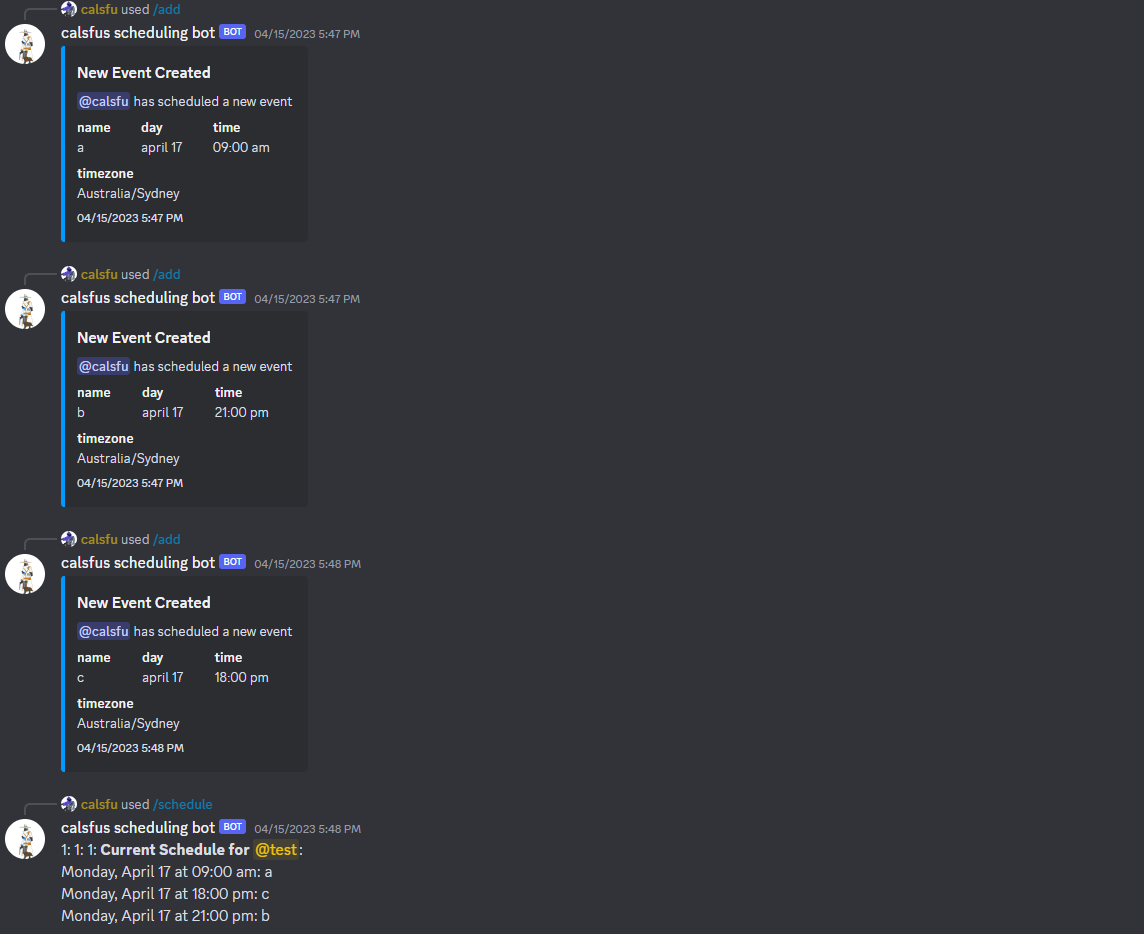 calsfu used /add
calsfus scheduling bot BOT 04/15/2023 5:47 PM
New Event Created
@calsfu has scheduled a new event
name day time
a april 17 09:00 am
timezone
Australia/Sydney
04/15/2023 5:47 PM
calsfu used /add
calsfus scheduling bot BOT 04/15/2023 5:47 PM
New Event Created
@calsfu has scheduled a new event
name day time
b april 17 21:00 pm
timezone
Australia/Sydney
04/15/2023 5:47 PM
calsfu used /add
calsfus scheduling bot BOT 04/15/2023 5:48 PM
New Event Created
@calsfu has scheduled a new event
name day time
c april 17 18:00 pm
timezone
Australia/Sydney
04/15/2023 5:48 PM
calsfu used /schedule
calsfus scheduling bot BOT 04/15/2023 5:48 PM
1: 1: 1: Current Schedule for @test:
Monday, April 17 at 09:00 am: a
Monday, April 17 at 18:00 pm: c
Monday, April 17 at 21:00 pm: b